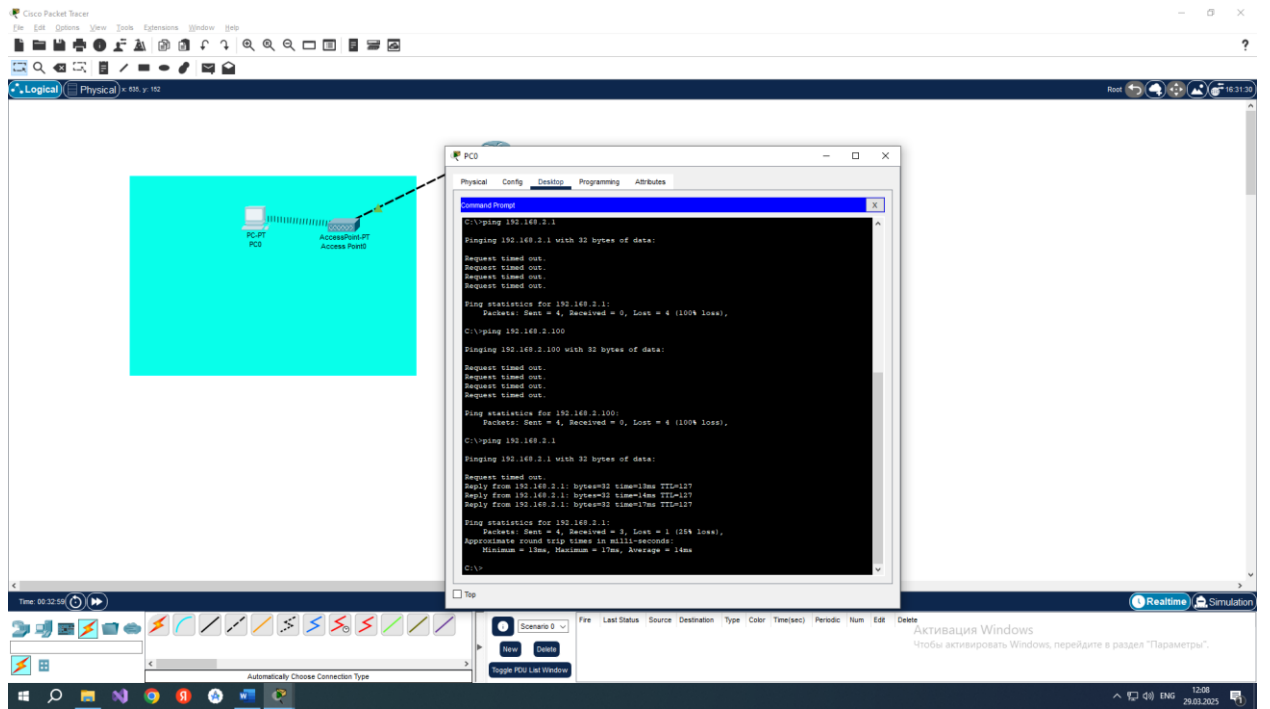 Cisco Packet Tracer
File Edit Options View Tools Extensions Window Help
?
Logical Physical x: 635, y: 152
Root 16:31:30
PC0
Physical Config Desktop Programming Attributes
Command Prompt X
C:\>ping 192.168.2.1
Pinging 192.168.2.1 with 32 bytes of data:
Request timed out.
Request timed out.
Request timed out.
Request timed out.
Ping statistics for 192.168.2.1:
Packets: Sent = 4, Received = 0, Lost = 4 (100% loss),
C:\>ping 192.168.2.100
Pinging 192.168.2.100 with 32 bytes of data:
Request timed out.
Request timed out.
Request timed out.
Request timed out.
Ping statistics for 192.168.2.100:
Packets: Sent = 4, Received = 0, Lost = 4 (100% loss),
C:\>ping 192.168.2.1
Pinging 192.168.2.1 with 32 bytes of data:
Request timed out.
Reply from 192.168.2.1: bytes=32 time=13ms TTL=127
Reply from 192.168.2.1: bytes=32 time=14ms TTL=127
Reply from 192.168.2.1: bytes=32 time=17ms TTL=127
Ping statistics for 192.168.2.1:
Packets: Sent = 4, Received = 3, Lost = 1 (25% loss),
Approximate round trip times in milli-seconds:
Minimum = 13ms, Maximum = 17ms, Average = 14ms
C:\>
Top
PC-PT
PC0
AccessPoint-PT
Access Point0
Time: 00:32:59
Realtime Simulation
Scenario 0
New Delete
Toggle PDU List Window
Fire Last Status Source Destination Type Color Time(sec) Periodic Num Edit Delete
Активация Windows
Чтобы активировать Windows, перейдите в раздел "Параметры".
Automatically Choose Connection Type
ENG
12:08
29.03.2025